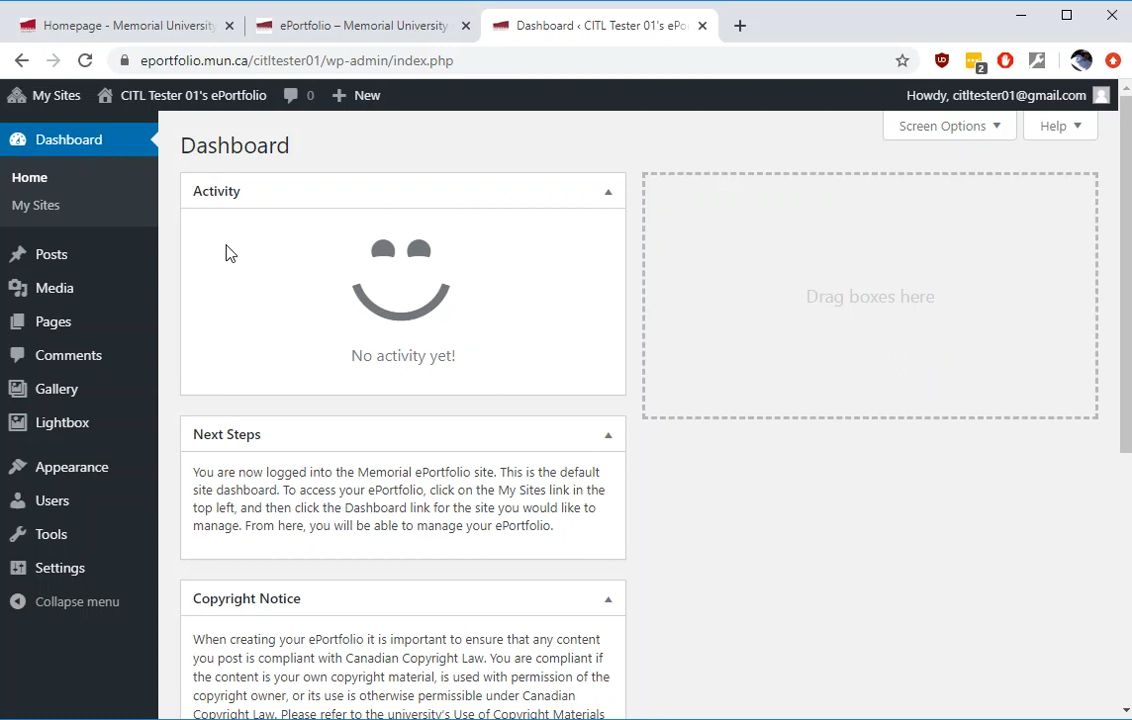 Homepage - Memorial University
ePortfolio – Memorial University
Dashboard ‹ CITL Tester 01's ePo
eportfolio.mun.ca/citltester01/wp-admin/index.php
2
My Sites
CITL Tester 01's ePortfolio
0
New
Howdy, citltester01@gmail.com
Dashboard
Home
My Sites
Posts
Media
Pages
Comments
Gallery
Lightbox
Appearance
Users
Tools
Settings
Collapse menu
Screen Options
Help
Dashboard
Activity
No activity yet!
Next Steps
You are now logged into the Memorial ePortfolio site. This is the default
site dashboard. To access your ePortfolio, click on the My Sites link in the
top left, and then click the Dashboard link for the site you would like to
manage. From here, you will be able to manage your ePortfolio.
Copyright Notice
When creating your ePortfolio it is important to ensure that any content
you post is compliant with Canadian Copyright Law. You are compliant if
the content is your own copyright material, is used with permission of the
copyright owner, or its use is otherwise permissible under Canadian
Copyright Law. Please refer to the university's Use of Copyright Materials
Drag boxes here